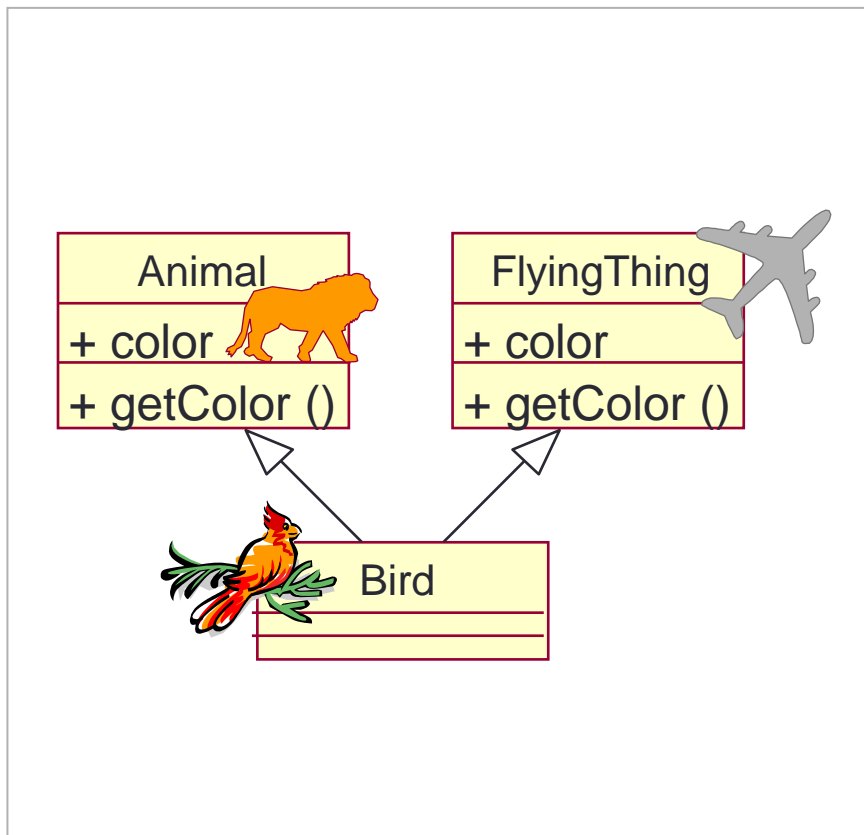 Animal
+ color
+ getColor ()
FlyingThing
+ color
+ getColor ()
Bird